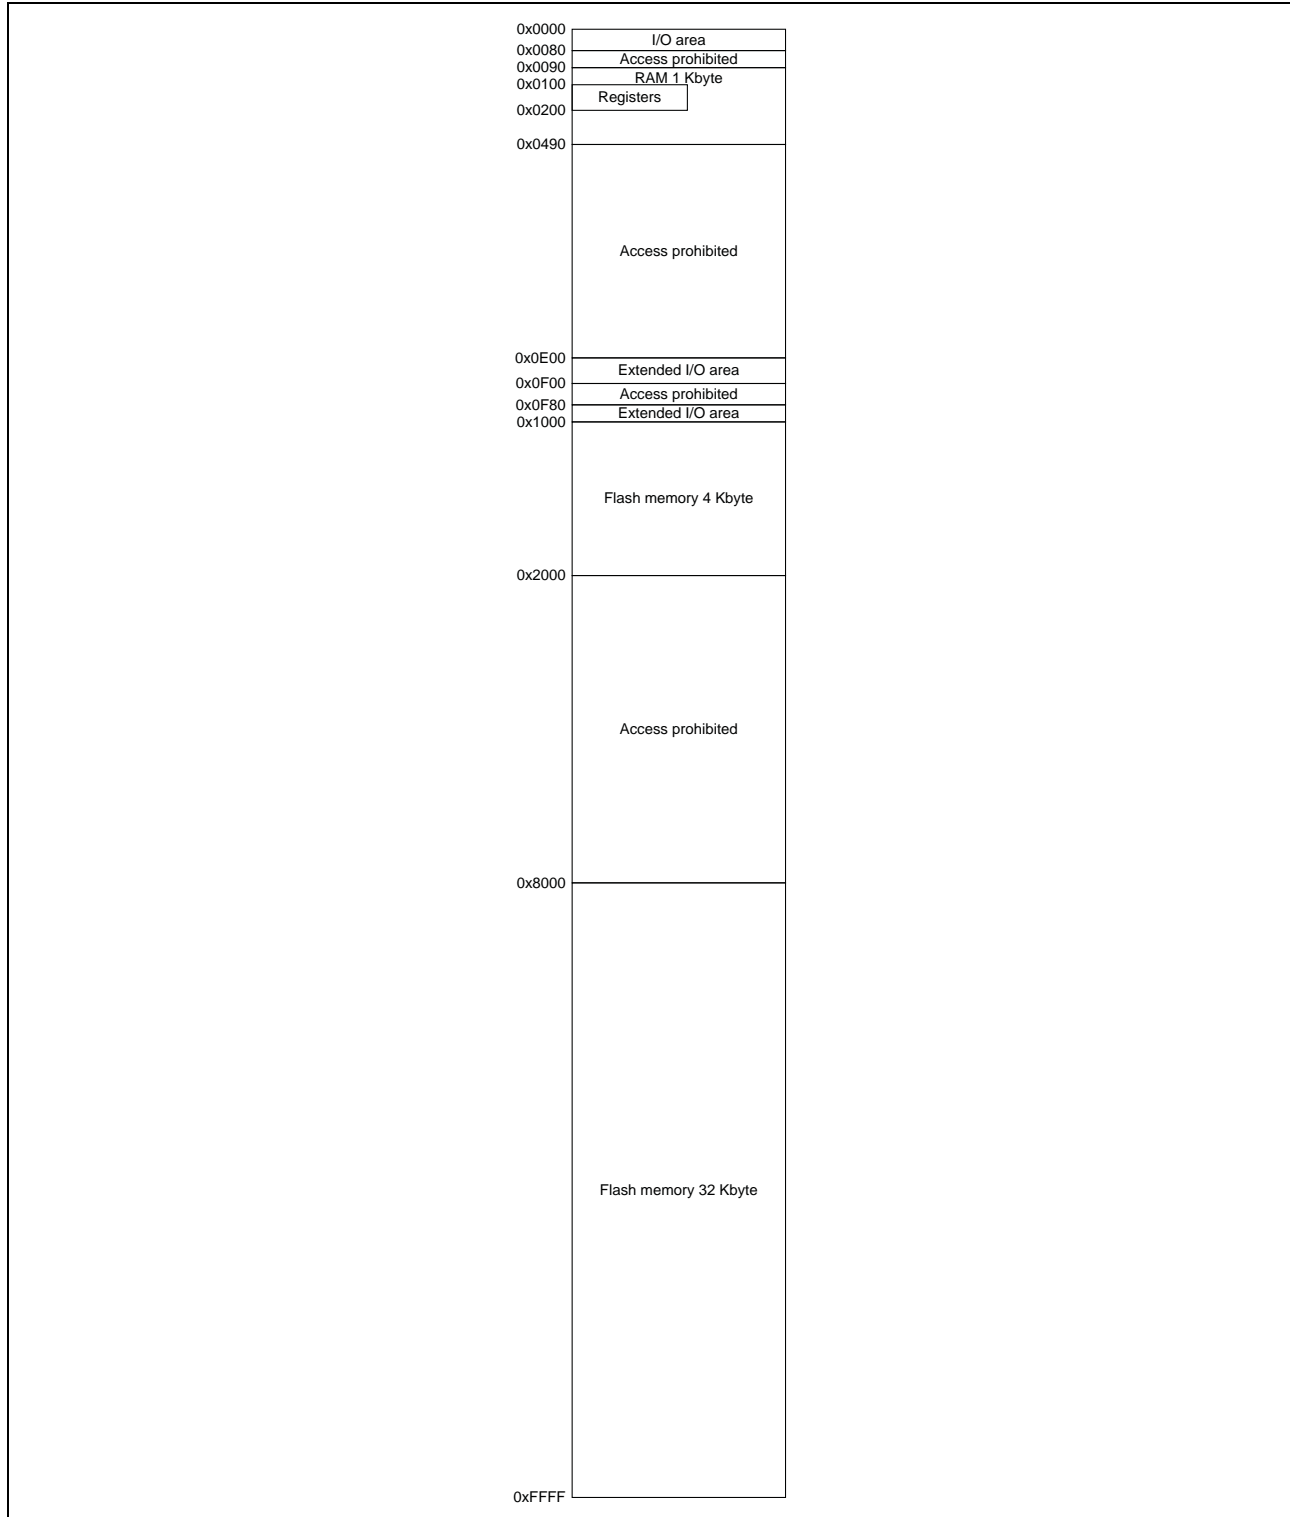 0x0000
I/O area
0x0080
Access prohibited
0x0090
RAM 1 Kbyte
0x0100
Registers
0x0200
0x0490
Access prohibited
0x0E00
Extended I/O area
0x0F00
Access prohibited
0x0F80
Extended I/O area
0x1000
Flash memory 4 Kbyte
0x2000
Access prohibited
0x8000
Flash memory 32 Kbyte
0xFFFF